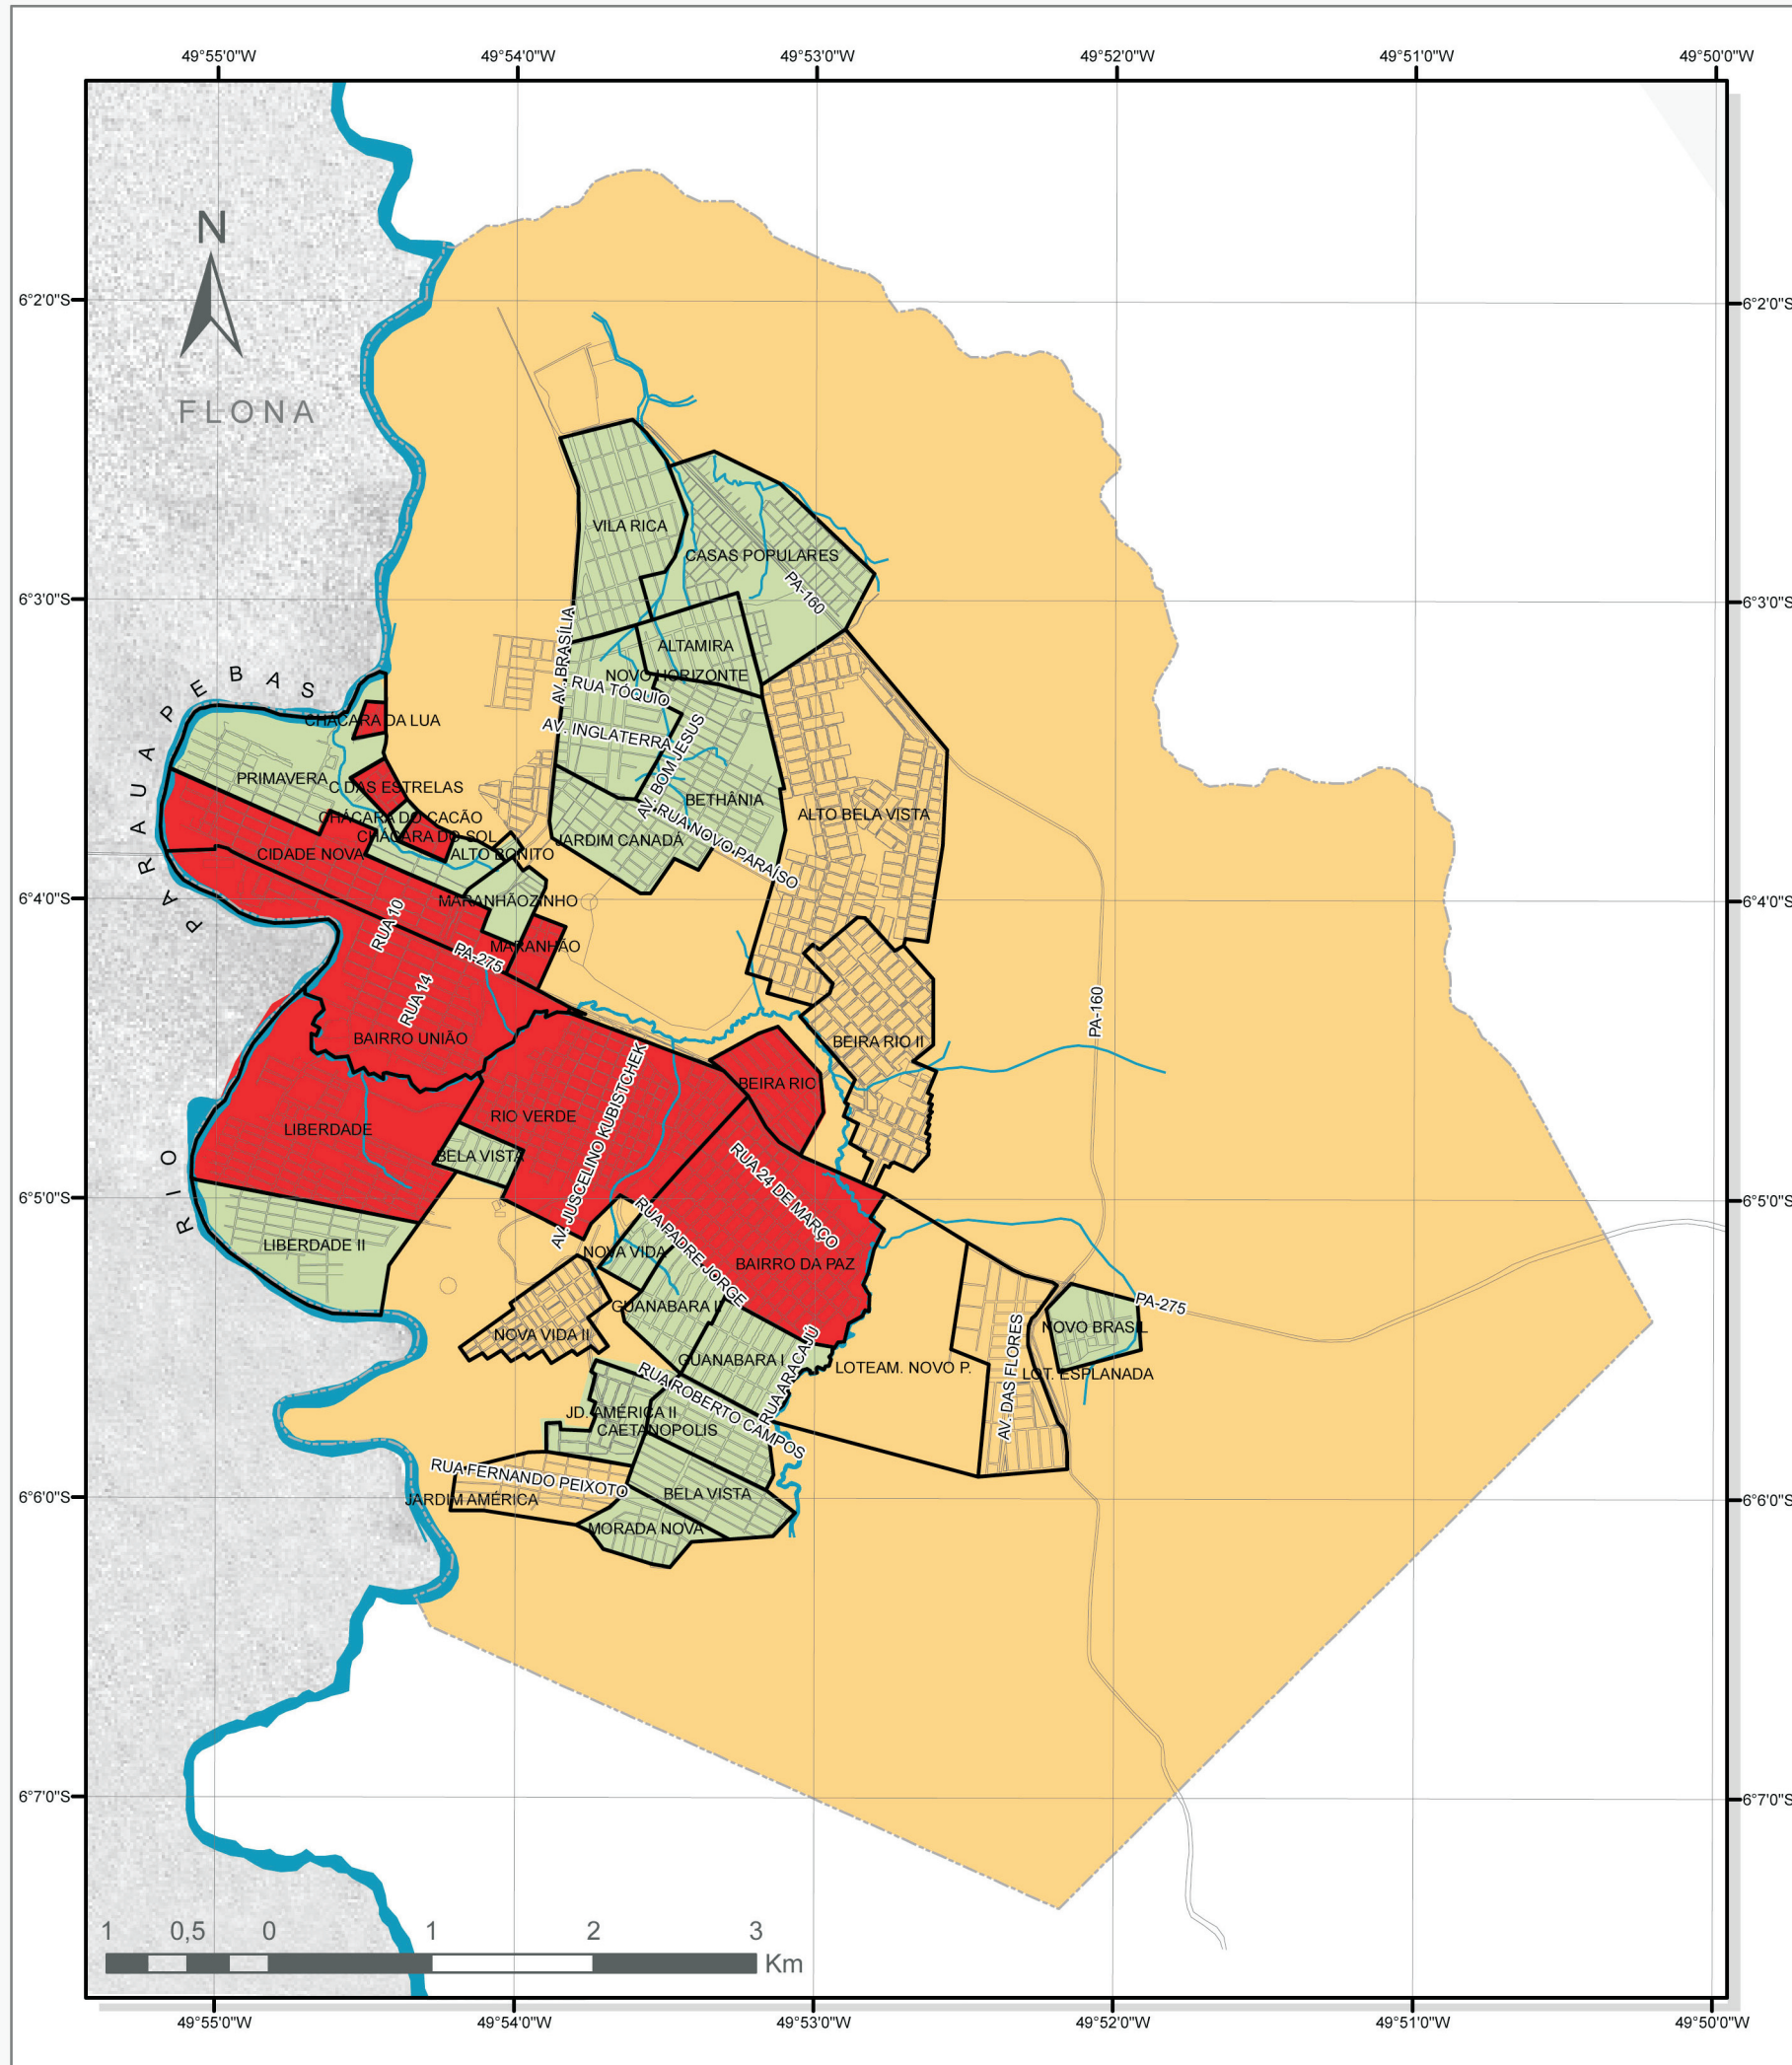 49°55'0"W 49°54'0"W 49°53'0"W 49°52'0"W 49°51'0"W 49°50'0"W
N
6°2'0"S 6°2'0"S
FLONA
VILA RICA
CASAS POPULARES
PA-160
6°3'0"S 6°3'0"S
AV. BRASÍLIA
ALTAMIRA
NOVO HORIZONTE
RUA TÓQUIO
AV. INGLATERRA
AV. BOM JESUS
RIO PARAUAPEBAS
CHÁCARA DA LUA
PRIMAVERA
C DAS ESTRELAS
BETHÂNIA
CHÁCARA DO CACÃO
ALTO BELA VISTA
CHÁCARA DO SOL
JARDIM CANADÁ
RUA NOVO PARAÍSO
CIDADE NOVA
ALTO BONITO
6°4'0"S 6°4'0"S
MARANHÃOZINHO
RUA 10
MARANHÃO
PA-275
RUA 14
PA-160
BAIRRO UNIÃO
BEIRA RIO II
BEIRA RIO
RIO VERDE
AV. JUSCELINO KUBISTCHEK
LIBERDADE
BELA VISTA
RUA 24 DE MARÇO
6°5'0"S 6°5'0"S
LIBERDADE II
NOVA VIDA
RUA PADRE JORGE
BAIRRO DA PAZ
GUANABARA II
PA-275
NOVA VIDA II
NOVO BRASIL
GUANABARA I
LOTEAM. NOVO P.
LOT. ESPLANADA
RUA ARACAJÚ
AV. DAS FLORES
RUA ROBERTO CAMPOS
JD. AMÉRICA II
CAETANOPOLIS
RUA FERNANDO PEIXOTO
JARDIM AMÉRICA
BELA VISTA
6°6'0"S 6°6'0"S
MORADA NOVA
6°7'0"S 6°7'0"S
1 0,5 0 1 2 3
Km
49°55'0"W 49°54'0"W 49°53'0"W 49°52'0"W 49°51'0"W 49°50'0"W